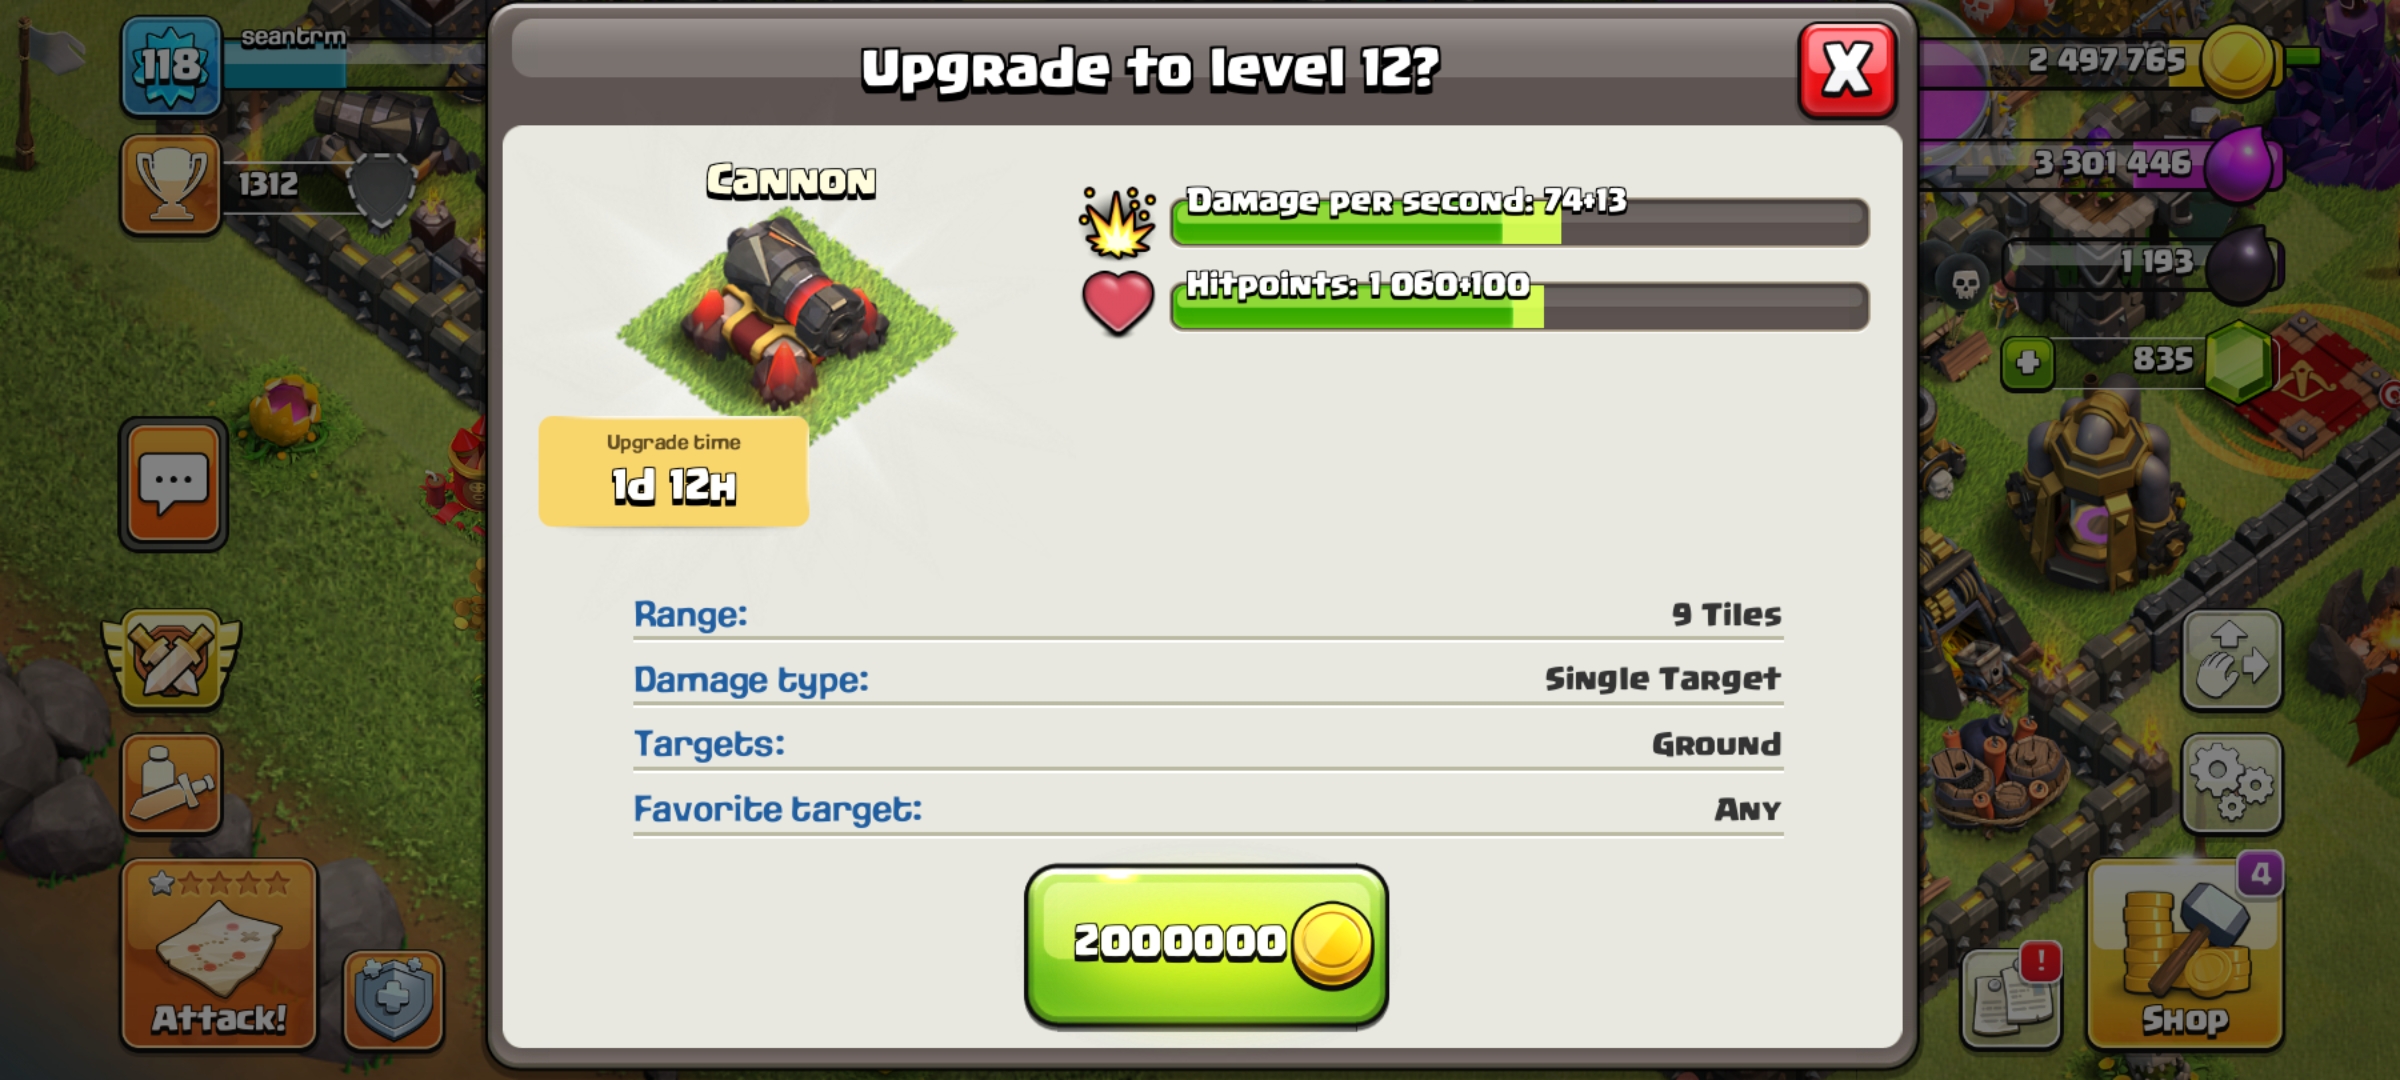 118
seantrm
1312
Attack!
Upgrade to level 12?
X
Cannon
Upgrade time
1d 12H
Damage per second: 74+13
Hitpoints: 1 060+100
Range: 9 Tiles
Damage type: Single Target
Targets: Ground
Favorite target: Any
2000000
2 497 765
3 301 446
1 193
+ 835
!
4
Shop